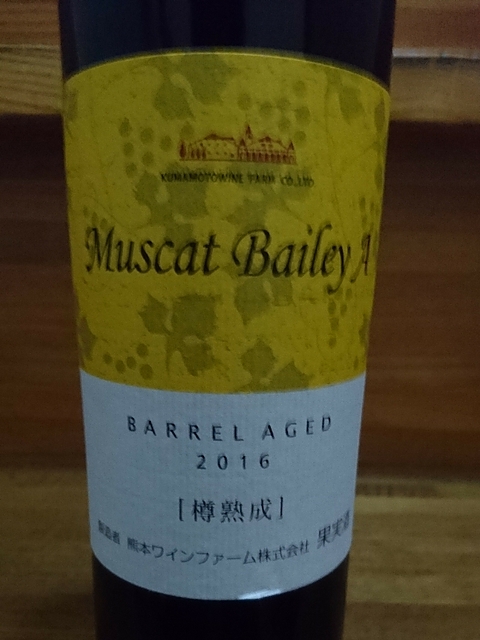 KUMAMOTOWINE FARM CO.,LTD
Muscat Bailey A
BARREL AGED
2016
[樽熟成]
製造者 熊本ワインファーム株式会社 果実酒